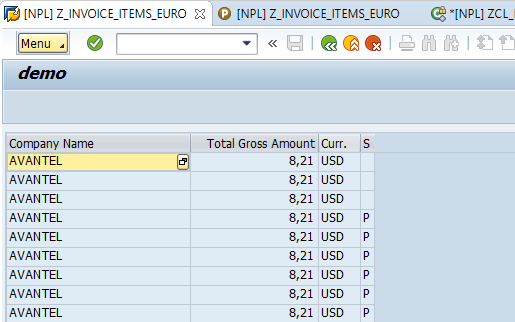 [NPL] Z_INVOICE_ITEMS_EURO [NPL] Z_INVOICE_ITEMS_EURO *[NPL] ZCL_
Menu
demo
Company Name Total Gross Amount Curr. S
AVANTEL 8,21 USD
AVANTEL 8,21 USD
AVANTEL 8,21 USD
AVANTEL 8,21 USD P
AVANTEL 8,21 USD P
AVANTEL 8,21 USD P
AVANTEL 8,21 USD P
AVANTEL 8,21 USD P
AVANTEL 8,21 USD P